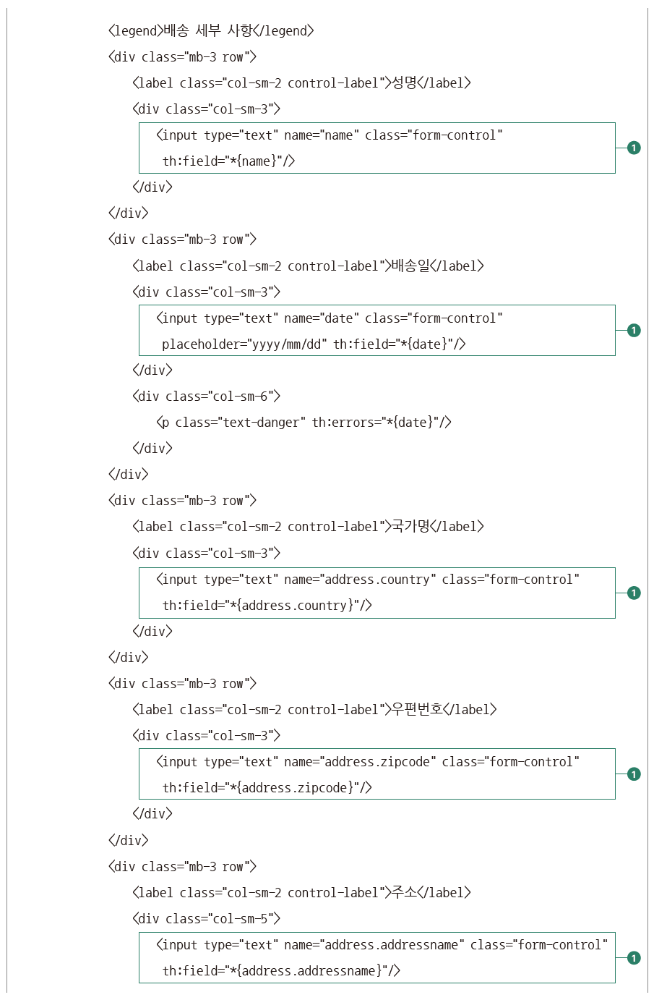 <legend>배송 세부 사항</legend>
<div class="mb-3 row">
<label class="col-sm-2 control-label">성명</label>
<div class="col-sm-3">
<input type="text" name="name" class="form-control"
th:field="*{name}"/>
❶
</div>
</div>
<div class="mb-3 row">
<label class="col-sm-2 control-label">배송일</label>
<div class="col-sm-3">
<input type="text" name="date" class="form-control"
placeholder="yyyy/mm/dd" th:field="*{date}"/>
❶
</div>
<div class="col-sm-6">
<p class="text-danger" th:errors="*{date}"/>
</div>
</div>
<div class="mb-3 row">
<label class="col-sm-2 control-label">국가명</label>
<div class="col-sm-3">
<input type="text" name="address.country" class="form-control"
th:field="*{address.country}"/>
❶
</div>
</div>
<div class="mb-3 row">
<label class="col-sm-2 control-label">우편번호</label>
<div class="col-sm-3">
<input type="text" name="address.zipcode" class="form-control"
th:field="*{address.zipcode}"/>
❶
</div>
</div>
<div class="mb-3 row">
<label class="col-sm-2 control-label">주소</label>
<div class="col-sm-5">
<input type="text" name="address.addressname" class="form-control"
th:field="*{address.addressname}"/>
❶